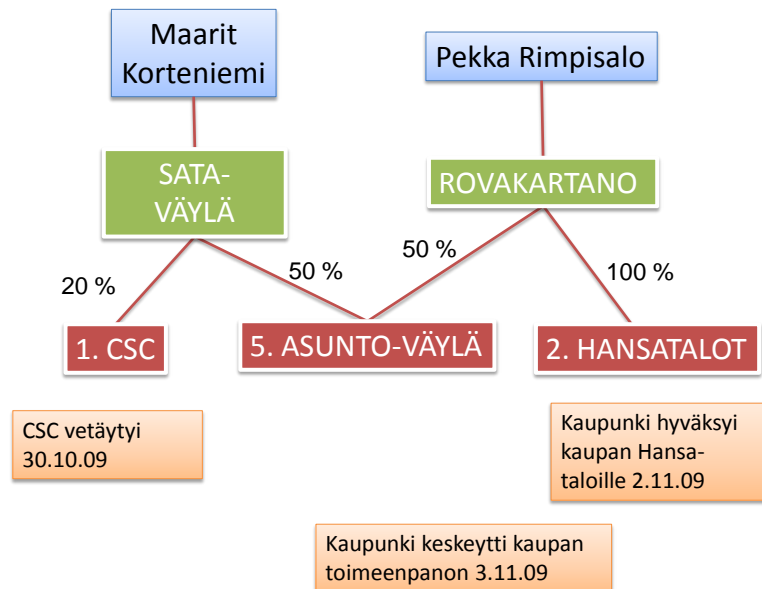 Maarit
Korteniemi
Pekka Rimpisalo
SATA-
VÄYLÄ
ROVAKARTANO
20 %
50 %
50 %
100 %
1. CSC
5. ASUNTO-VÄYLÄ
2. HANSATALOT
CSC vetäytyi
30.10.09
Kaupunki hyväksyi
kaupan Hansa-
taloille 2.11.09
Kaupunki keskeytti kaupan
toimeenpanon 3.11.09